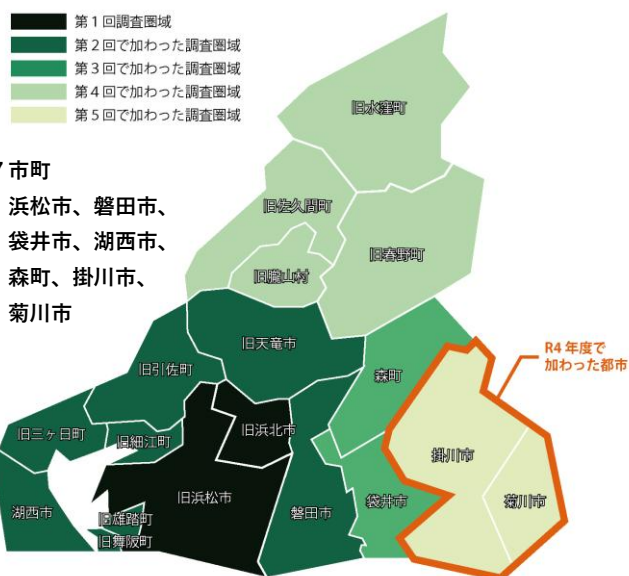 第1回調査圏域
第2回で加わった調査圏域
第3回で加わった調査圏域
第4回で加わった調査圏域
第5回で加わった調査圏域
市町
浜松市、磐田市、
袋井市、湖西市、
森町、掛川市、
菊川市
旧水窪町
旧佐久間町
旧春野町
旧龍山村
旧天竜市
旧引佐町
森町
R4年度で
加わった都市
旧三ヶ日町
旧細江町
旧浜北市
掛川市
湖西市
旧雄踏町
旧舞阪町
旧浜松市
磐田市
袋井市
菊川市